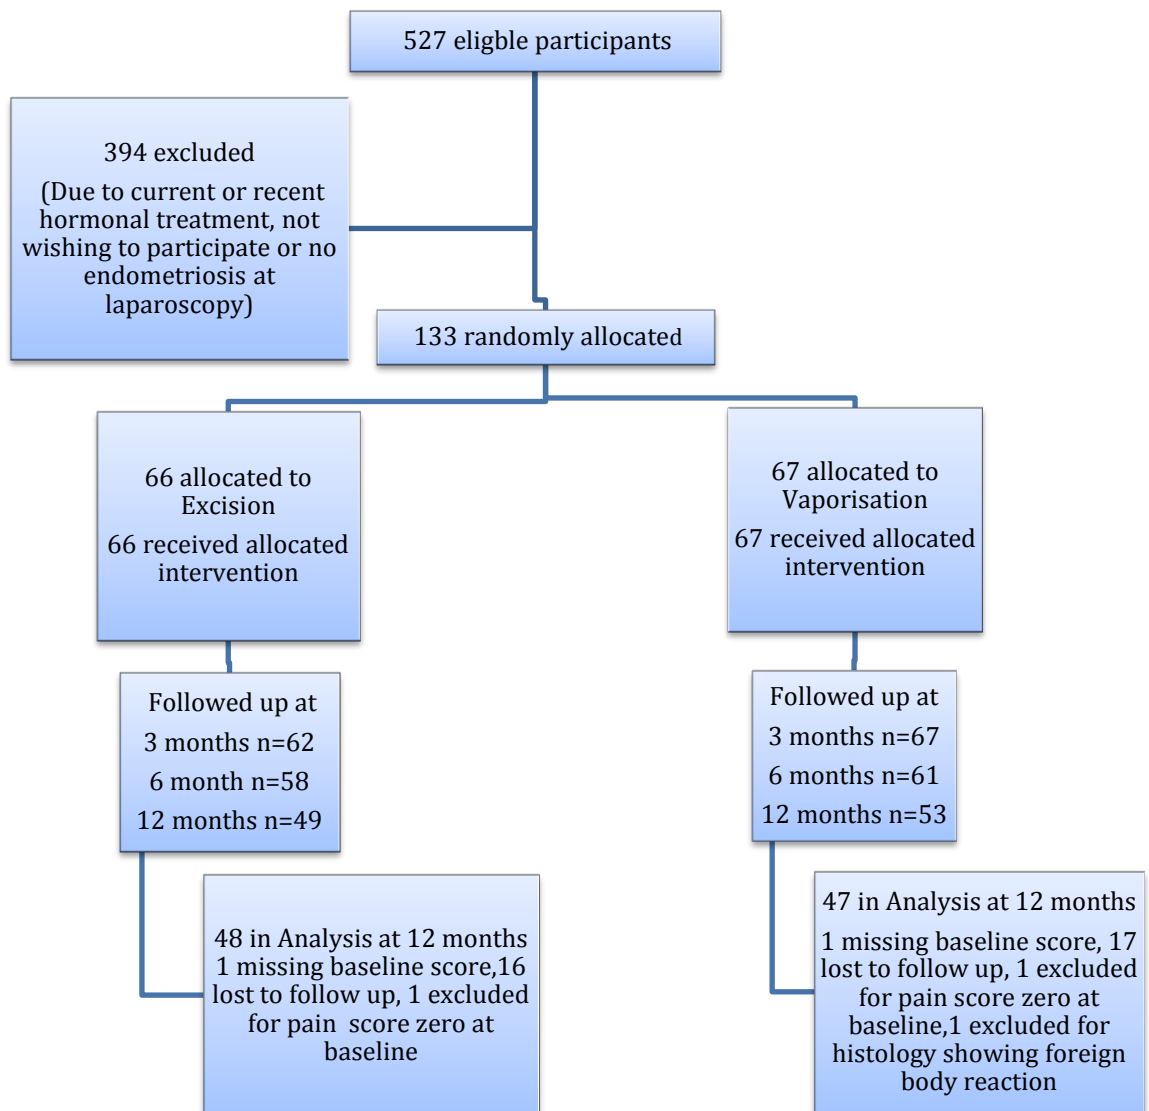 527 eligble participants
394 excluded
(Due to current or recent
hormonal treatment, not
wishing to participate or no
endometriosis at
laparoscopy)
133 randomly allocated
66 allocated to
Excision
66 received allocated
intervention
67 allocated to
Vaporisation
67 received allocated
intervention
Followed up at
3 months n=62
6 month n=58
12 months n=49
Followed up at
3 months n=67
6 months n=61
12 months n=53
48 in Analysis at 12 months
1 missing baseline score,16
lost to follow up, 1 excluded
for pain score zero at
baseline
47 in Analysis at 12 months
1 missing baseline score, 17
lost to follow up, 1 excluded
for pain score zero at
baseline,1 excluded for
histology showing foreign
body reaction